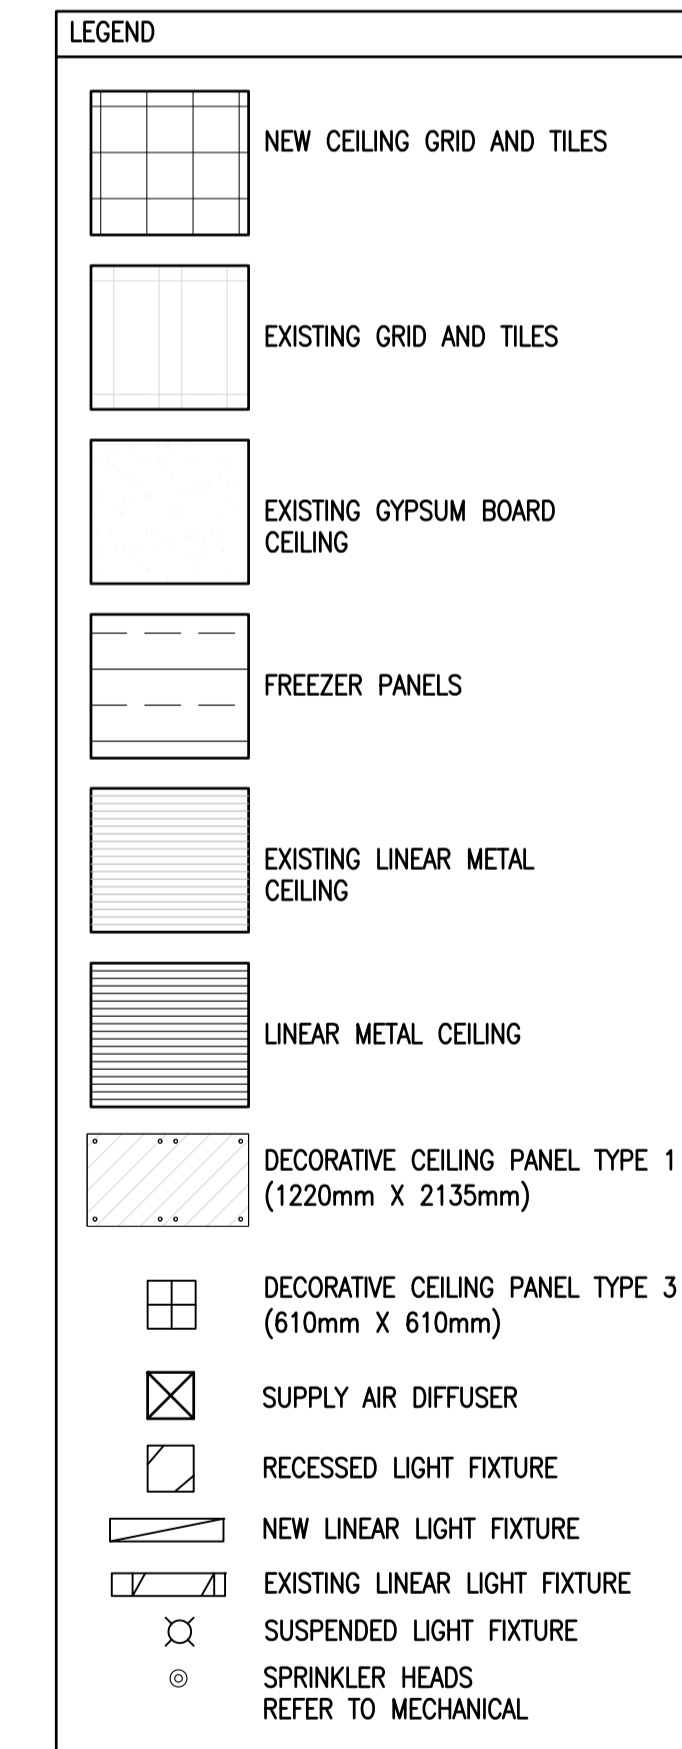 LEGEND
NEW CEILING GRID AND TILES
EXISTING GRID AND TILES
EXISTING GYPSUM BOARD
CEILING
FREEZER PANELS
EXISTING LINEAR METAL
CEILING
LINEAR METAL CEILING
DECORATIVE CEILING PANEL TYPE 1
(1220mm X 2135mm)
DECORATIVE CEILING PANEL TYPE 3
(610mm X 610mm)
SUPPLY AIR DIFFUSER
RECESSED LIGHT FIXTURE
NEW LINEAR LIGHT FIXTURE
EXISTING LINEAR LIGHT FIXTURE
SUSPENDED LIGHT FIXTURE
SPRINKLER HEADS
REFER TO MECHANICAL